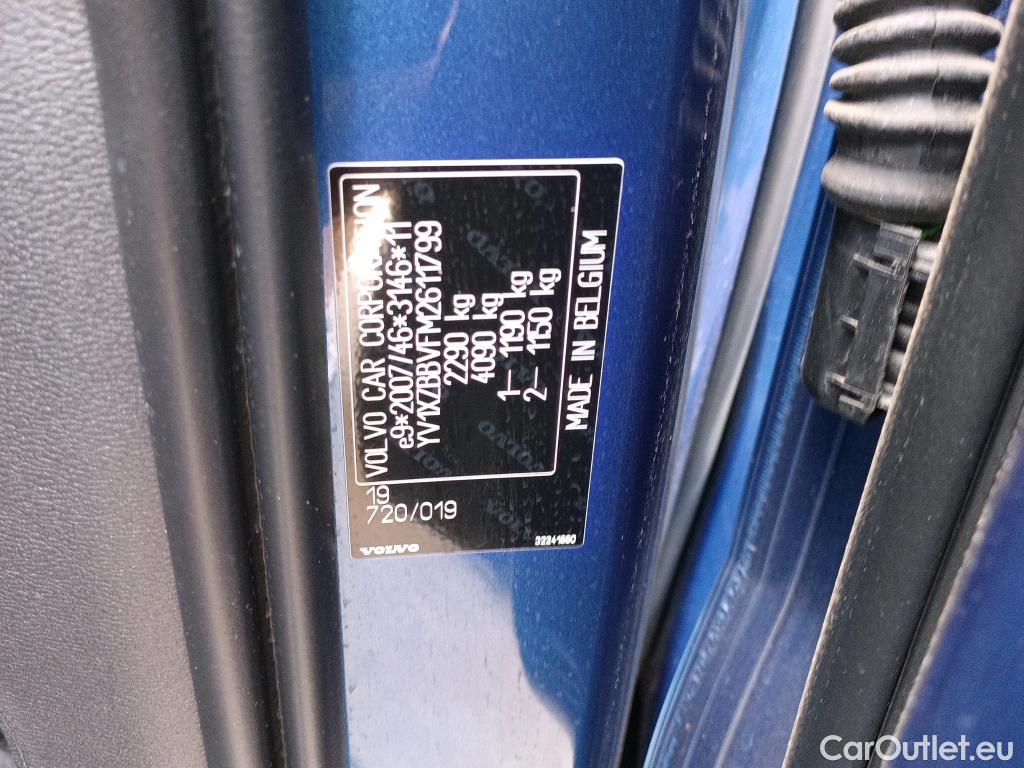 VOLVO CAR CORPORATION
e9*2007/46*3146*11
YV1XZBBVFM2611799
2290 kg
4090 kg
1– 1190 kg
2– 1150 kg
MADE IN BELGIUM
19
720/019
VOLVO
32241660
CarOutlet.eu